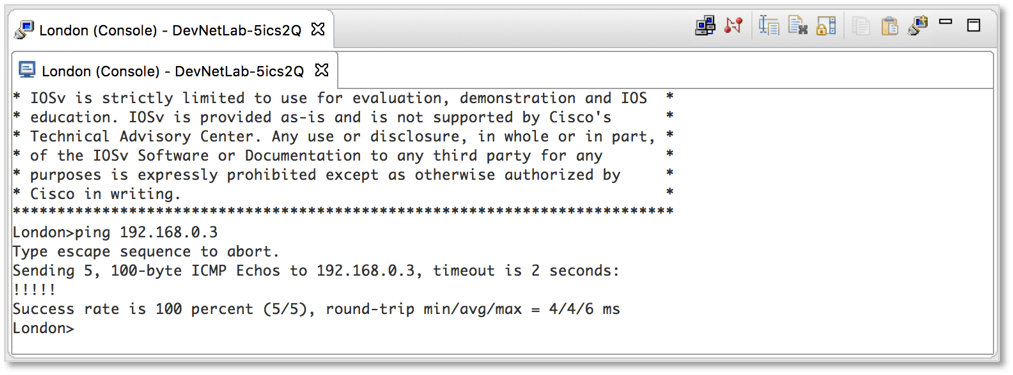 London (Console) - DevNetLab-5ics2Q
London (Console) - DevNetLab-5ics2Q
* IOSv is strictly limited to use for evaluation, demonstration and IOS  *
* education. IOSv is provided as-is and is not supported by Cisco's      *
* Technical Advisory Center. Any use or disclosure, in whole or in part, *
* of the IOSv Software or Documentation to any third party for any       *
* purposes is expressly prohibited except as otherwise authorized by     *
* Cisco in writing.                                                      *
**************************************************************************
London>ping 192.168.0.3
Type escape sequence to abort.
Sending 5, 100-byte ICMP Echos to 192.168.0.3, timeout is 2 seconds:
!!!!!
Success rate is 100 percent (5/5), round-trip min/avg/max = 4/4/6 ms
London>